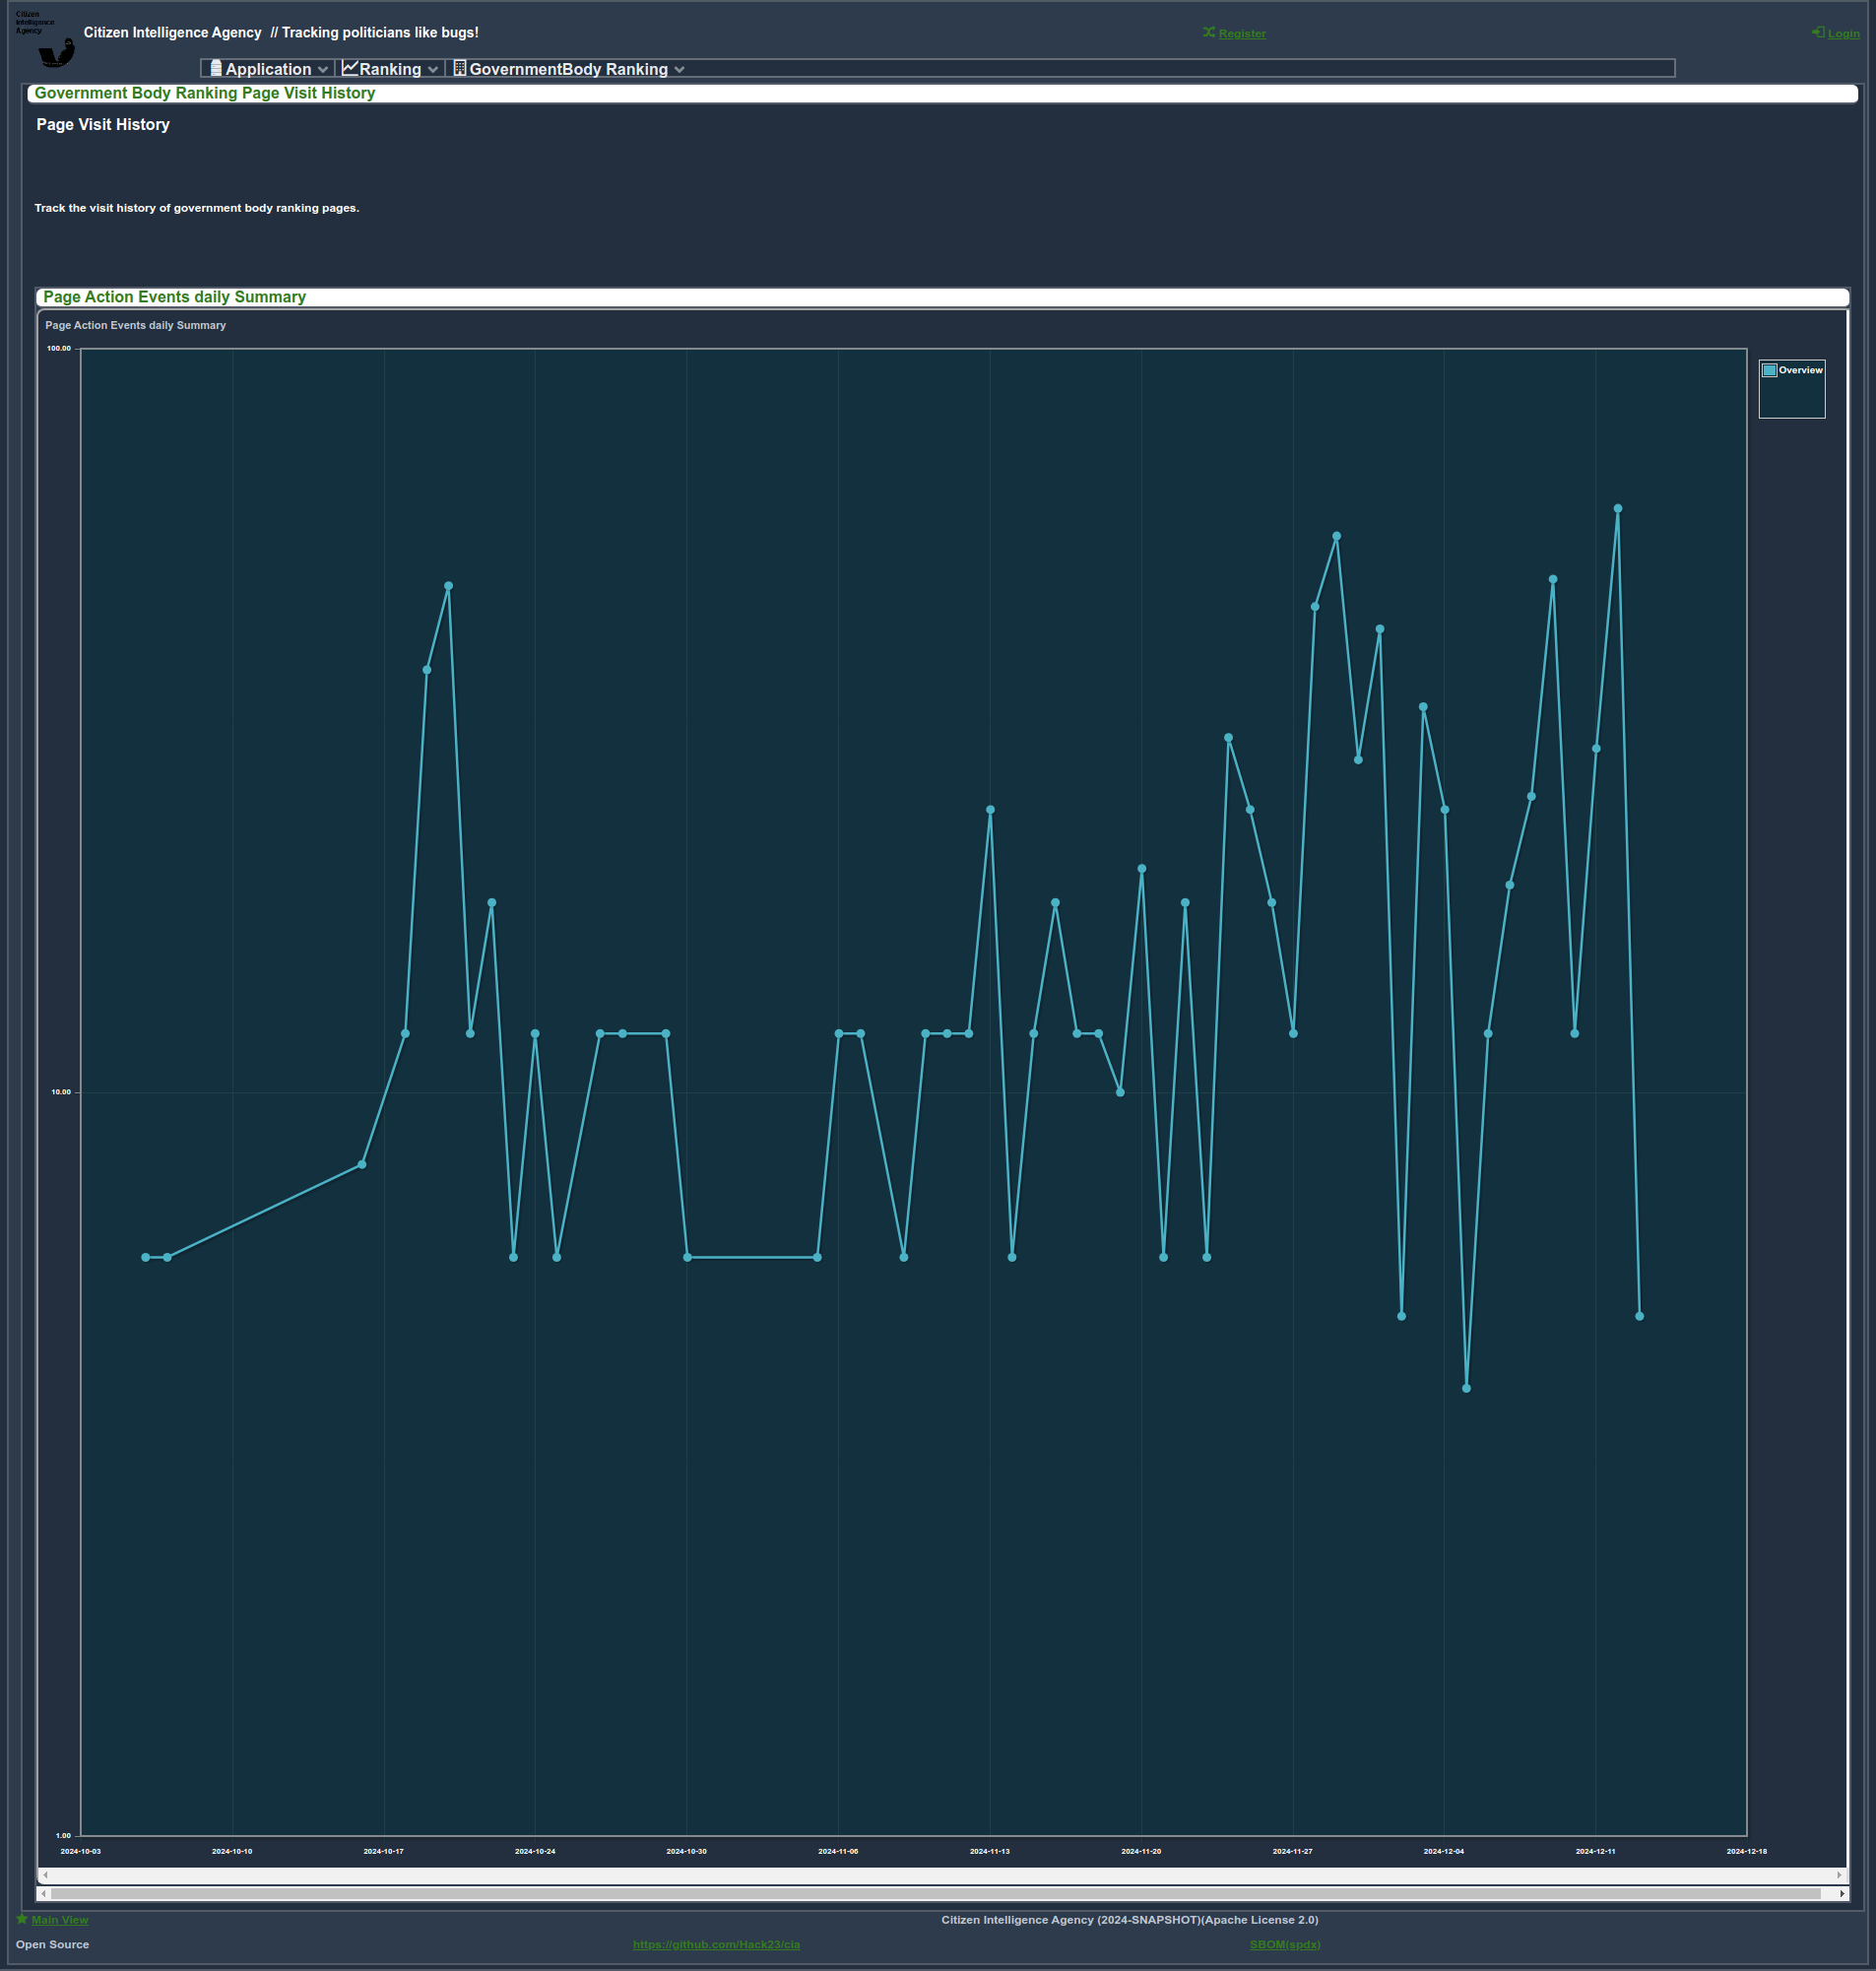 Citizen
Intelligence
Agency
Citizen Intelligence Agency // Tracking politicians like bugs!
Register
Login
Application
Ranking
GovernmentBody Ranking
Government Body Ranking Page Visit History
Page Visit History
Track the visit history of government body ranking pages.
Page Action Events daily Summary
Page Action Events daily Summary
100.00
Overview
10.00
1.00
2024-10-03
2024-10-10
2024-10-17
2024-10-24
2024-10-30
2024-11-06
2024-11-13
2024-11-20
2024-11-27
2024-12-04
2024-12-11
2024-12-18
Main View
Citizen Intelligence Agency (2024-SNAPSHOT)(Apache License 2.0)
Open Source
https://github.com/Hack23/cia
SBOM(spdx)